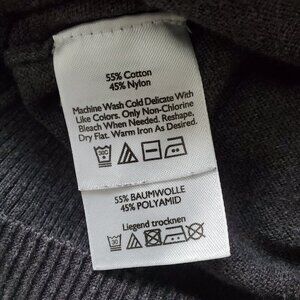 55% Cotton
45% Nylon
Machine Wash Cold Delicate With
Like Colors. Only Non-Chlorine
Bleach When Needed. Reshape,
Dry Flat. Warm Iron As Desired.
30C
55% BAUMWOLLE
45% POLYAMID
Liegend trocknen